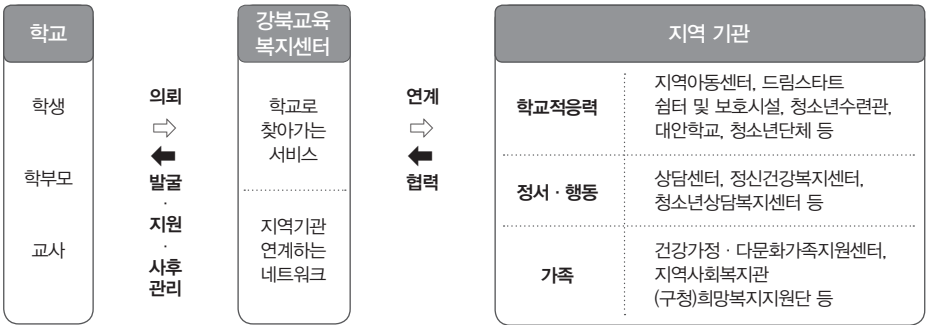 학교
학생
학부모
교사
의뢰
⇨
⬅
발굴
·
지원
·
사후
관리
강북교육
복지센터
학교로
찾아가는
서비스
지역기관
연계하는
네트워크
연계
⇨
⬅
협력
지역 기관
학교적응력
지역아동센터, 드림스타트
쉼터 및 보호시설, 청소년수련관,
대안학교, 청소년단체 등
정서 · 행동
상담센터, 정신건강복지센터,
청소년상담복지센터 등
가족
건강가정 · 다문화가족지원센터,
지역사회복지관
(구청)희망복지지원단 등